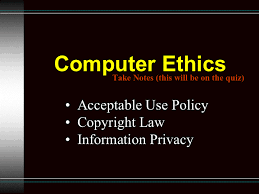 Computer Ethics
Take Notes (this will be on the quiz)
• Acceptable Use Policy
• Copyright Law
• Information Privacy